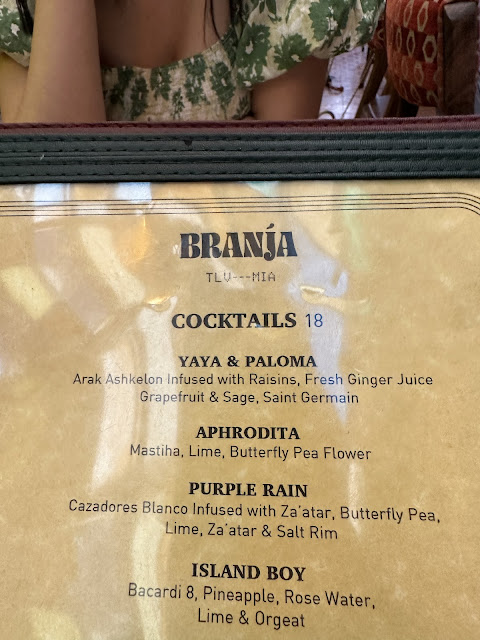 BRANJA
TLV---MIA
COCKTAILS 18
YAYA & PALOMA
Arak Ashkelon Infused with Raisins, Fresh Ginger Juice
Grapefruit & Sage, Saint Germain
APHRODITA
Mastiha, Lime, Butterfly Pea Flower
PURPLE RAIN
Cazadores Blanco Infused with Za'atar, Butterfly Pea,
Lime, Za'atar & Salt Rim
ISLAND BOY
Bacardi 8, Pineapple, Rose Water,
Lime & Orgeat